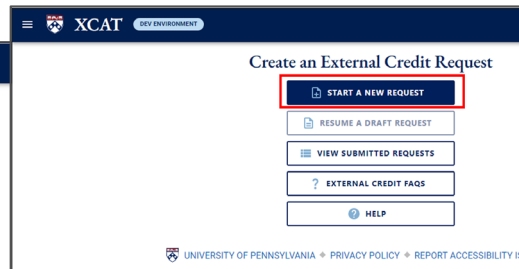 XCAT DEV ENVIRONMENT
Create an External Credit Request
START A NEW REQUEST
RESUME A DRAFT REQUEST
VIEW SUBMITTED REQUESTS
? EXTERNAL CREDIT FAQS
? HELP
UNIVERSITY OF PENNSYLVANIA PRIVACY POLICY REPORT ACCESSIBILITY IS